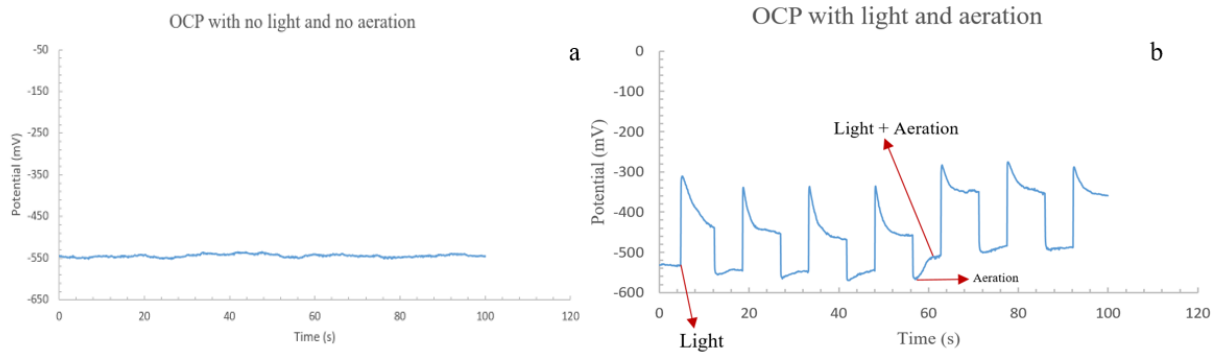 OCP with no light and no aeration
a
-50
-150
-250
-350
-450
-550
-650
Potential (mV)
0 20 40 60 80 100 120
Time (s)
OCP with light and aeration
b
0
-100
-200
-300
-400
-500
-600
Potential (mV)
Light + Aeration
Aeration
0 20 40 60 80 100 120
Light
Time (s)